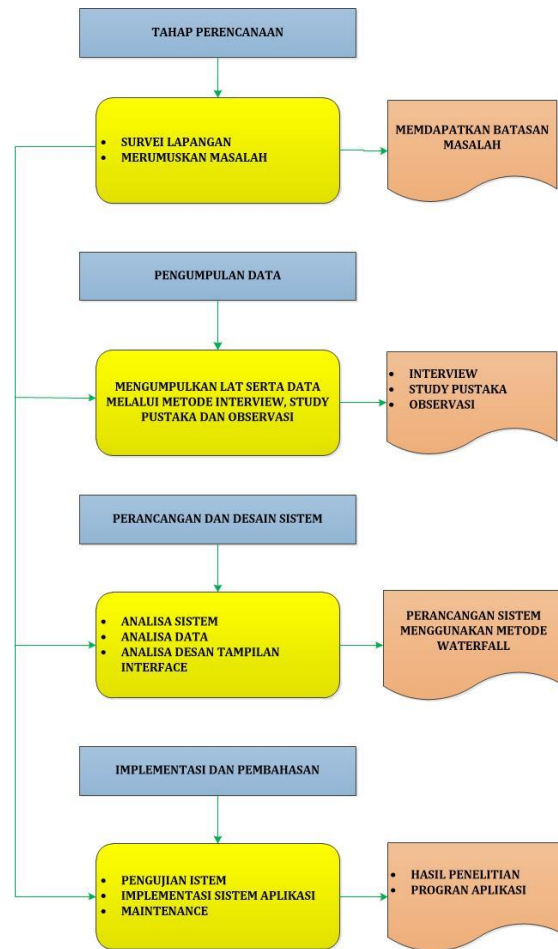 TAHAP PERENCANAAN
• SURVEI LAPANGAN
• MERUMUSKAN MASALAH
MEMDAPATKAN BATASAN
MASALAH
PENGUMPULAN DATA
MENGUMPULKAN LAT SERTA DATA
MELALUI METODE INTERVIEW, STUDY
PUSTAKA DAN OBSERVASI
• INTERVIEW
• STUDY PUSTAKA
• OBSERVASI
PERANCANGAN DAN DESAIN SISTEM
• ANALISA SISTEM
• ANALISA DATA
• ANALISA DESAN TAMPILAN
INTERFACE
PERANCANGAN SISTEM
MENGGUNAKAN METODE
WATERFALL
IMPLEMENTASI DAN PEMBAHASAN
• PENGUJIAN ISTEM
• IMPLEMENTASI SISTEM APLIKASI
• MAINTENANCE
• HASIL PENELITIAN
• PROGRAN APLIKASI